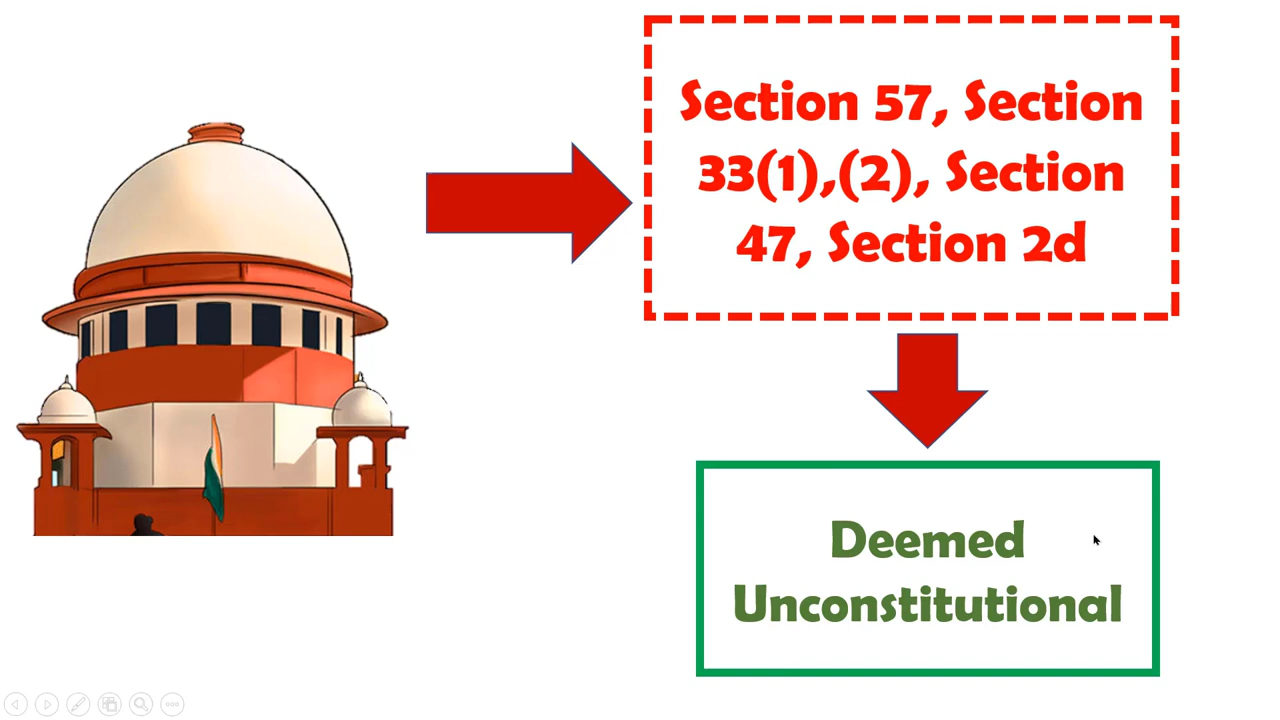 Section 57, Section
33(1),(2), Section
47, Section 2d
Deemed
Unconstitutional